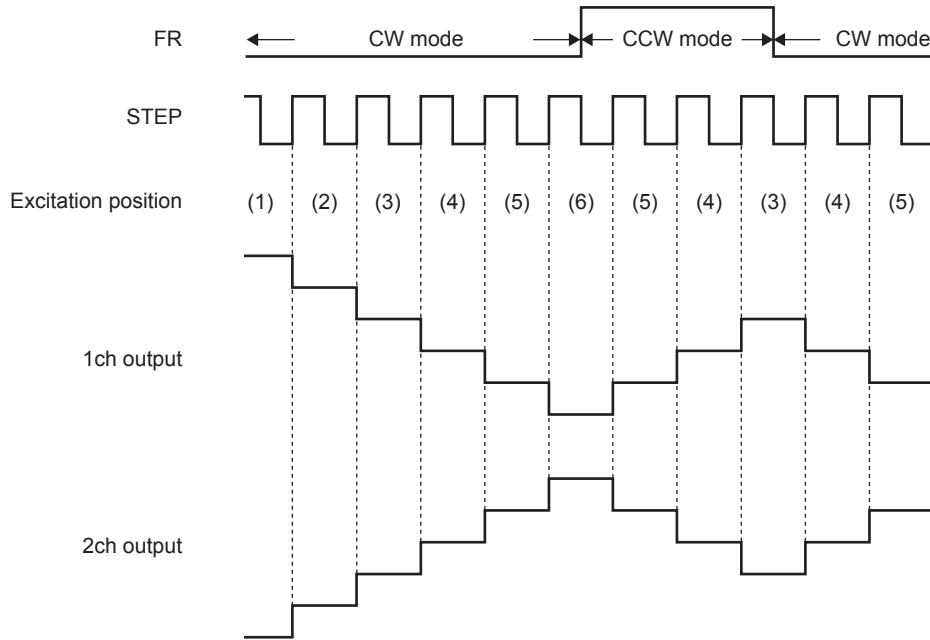 FR CW mode CCW mode CW mode
STEP
Excitation position (1) (2) (3) (4) (5) (6) (5) (4) (3) (4) (5)
1ch output
2ch output